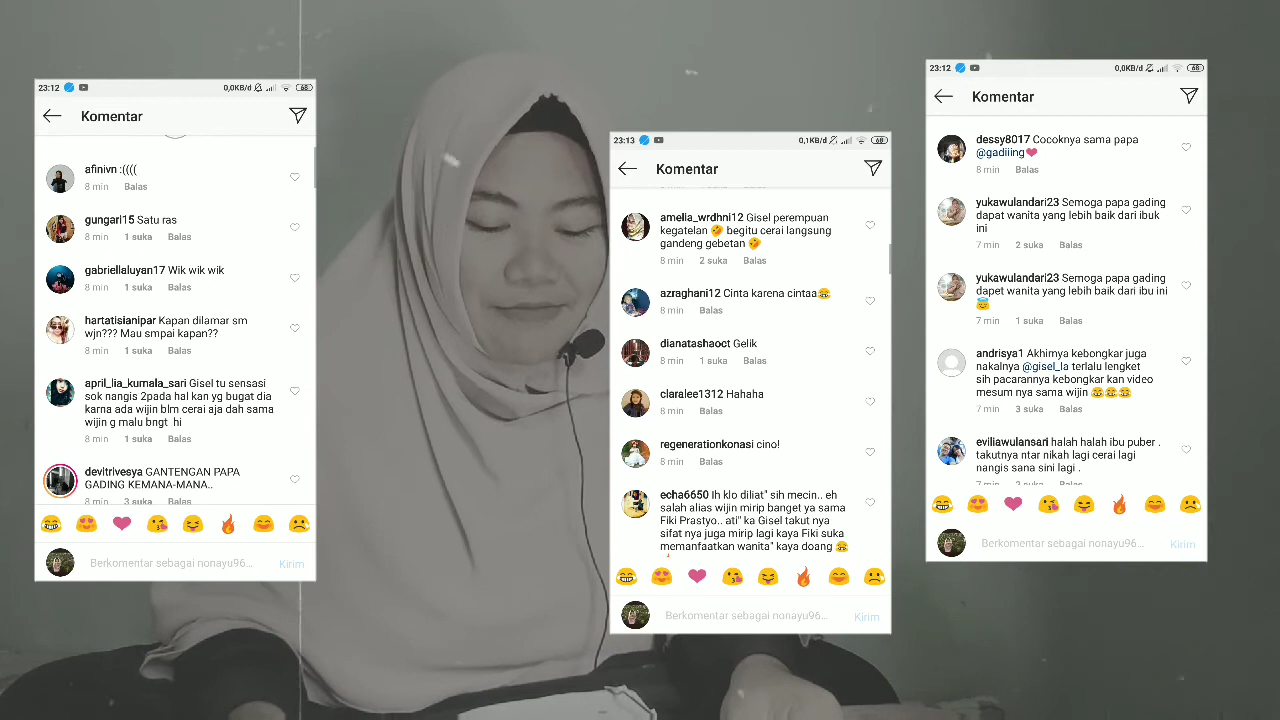 23:12
0,0KB/d
68
Komentar
afinivn :((((
8 min Balas
gungari15 Satu ras
8 min 1 suka Balas
gabriellaluyan17 Wik wik wik
8 min 1 suka Balas
hartatisianipar Kapan dilamar sm
wjn??? Mau smpai kapan??
8 min 1 suka Balas
april_lia_kumala_sari Gisel tu sensasi
sok nangis 2pada hal kan yg bugat dia
karna ada wijin blm cerai aja dah sama
wijin g malu bngt hi
8 min 1 suka Balas
devitrivesya GANTENGAN PAPA
GADING KEMANA-MANA..
8 min 3 suka Balas
Berkomentar sebagai nonayu96...
Kirim
23:13
0,1KB/d
68
Komentar
amelia_wrdhni12 Gisel perempuan
kegatelan 🤣 begitu cerai langsung
gandeng gebetan 🤣
8 min 2 suka Balas
azraghani12 Cinta karena cintaa😂
8 min Balas
dianatashaoct Gelik
8 min 1 suka Balas
claralee1312 Hahaha
8 min Balas
regenerationkonasi cino!
8 min Balas
echa6650 Ih klo diliat" sih mecin.. eh
salah alias wijin mirip banget ya sama
Fiki Prastyo.. ati" ka Gisel takut nya
sifat nya juga mirip lagi kaya Fiki suka
memanfaatkan wanita" kaya doang 😂
Berkomentar sebagai nonayu96...
Kirim
23:12
0,0KB/d
68
Komentar
dessy8017 Cocoknya sama papa
@gadiiing❤
8 min Balas
yukawulandari23 Semoga papa gading
dapat wanita yang lebih baik dari ibuk
ini
7 min 2 suka Balas
yukawulandari23 Semoga papa gading
dapet wanita yang lebih baik dari ibu ini
😇
7 min 1 suka Balas
andrisya1 Akhirnya kebongkar juga
nakalnya @gisel_la terlalu lengket
sih pacarannya kebongkar kan video
mesum nya sama wijin 😂😂😂
7 min 3 suka Balas
eviliawulansari halah halah ibu puber .
takutnya ntar nikah lagi cerai lagi
nangis sana sini lagi .
Berkomentar sebagai nonayu96...
Kirim